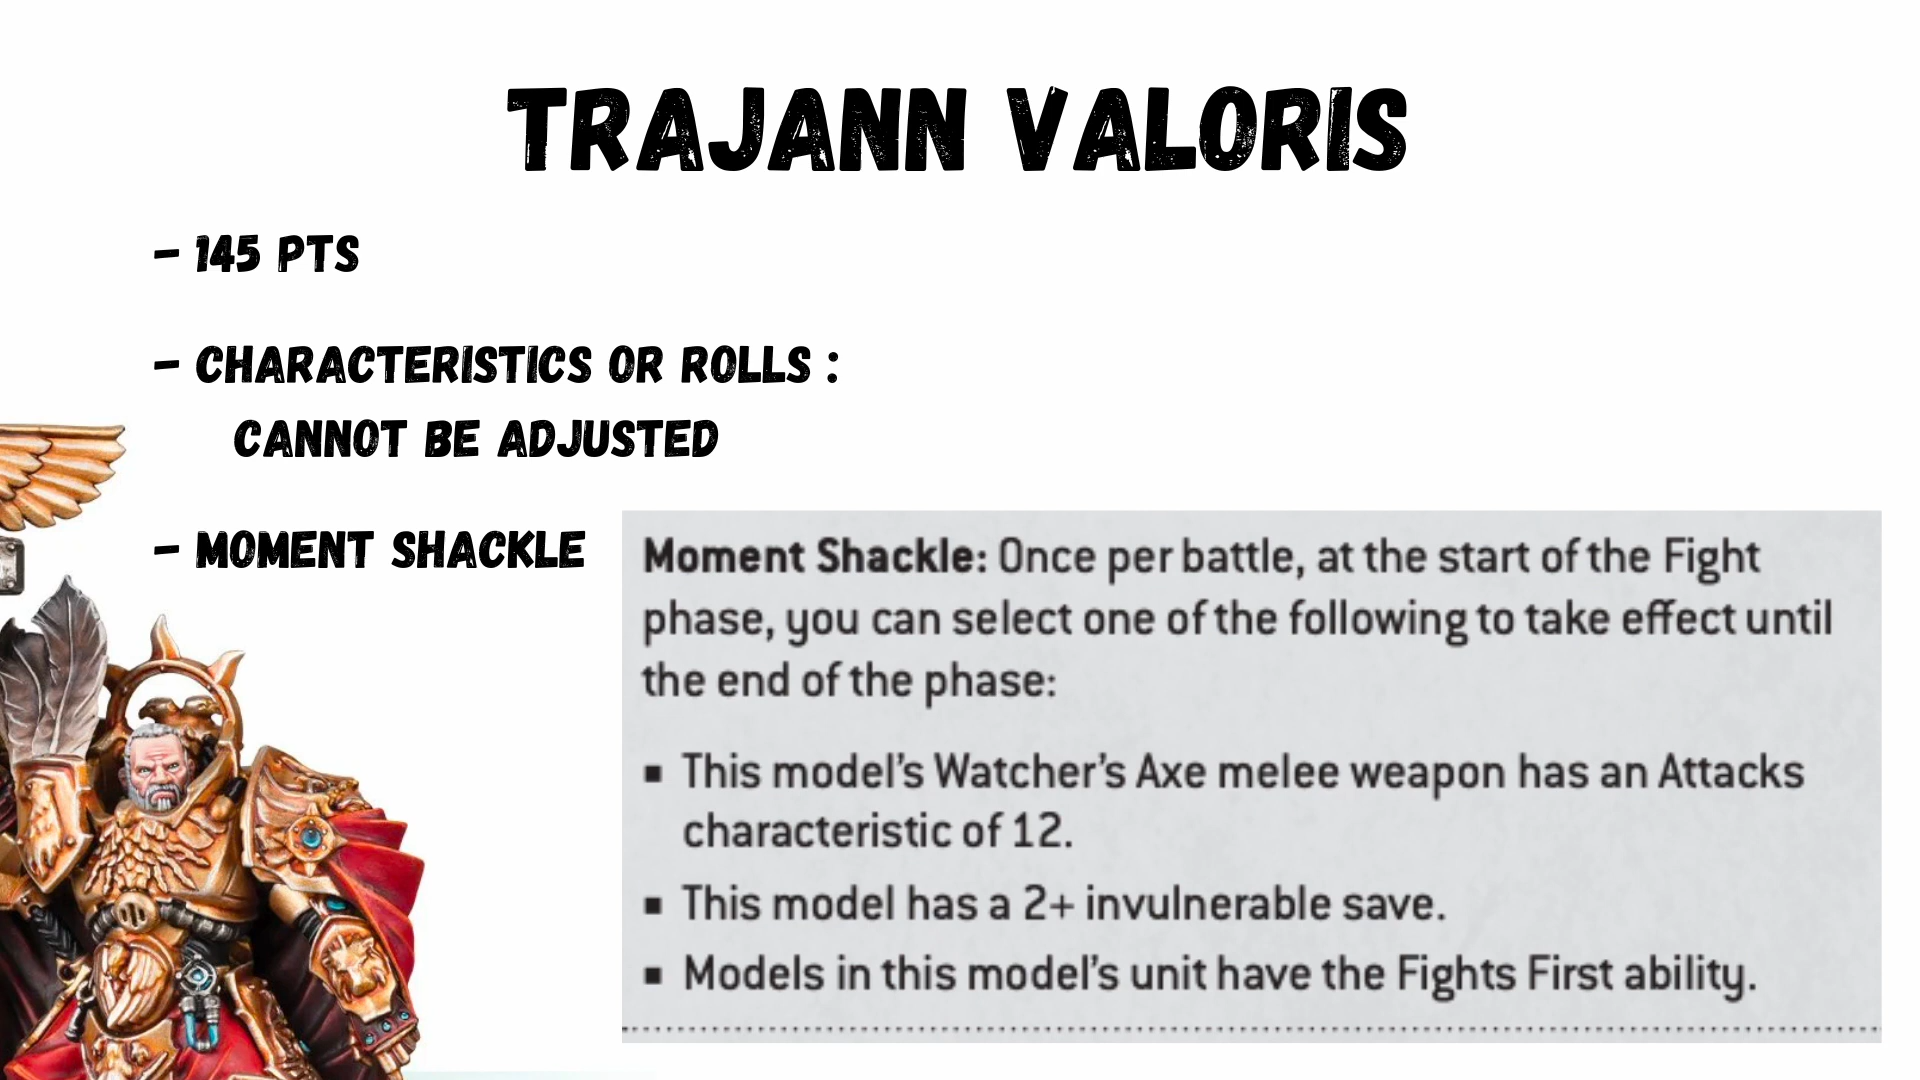 TRAJANN VALORIS
- 145 PTS
- CHARACTERISTICS OR ROLLS :
CANNOT BE ADJUSTED
- MOMENT SHACKLE
Moment Shackle: Once per battle, at the start of the Fight
phase, you can select one of the following to take effect until
the end of the phase:
▪ This model’s Watcher’s Axe melee weapon has an Attacks
characteristic of 12.
▪ This model has a 2+ invulnerable save.
▪ Models in this model’s unit have the Fights First ability.